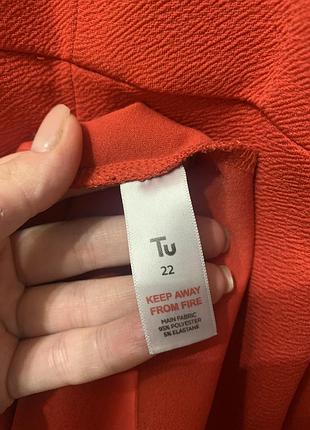 Tu
22
KEEP AWAY
FROM FIRE
MAIN FABRIC
95% POLYESTER
5% ELASTANE